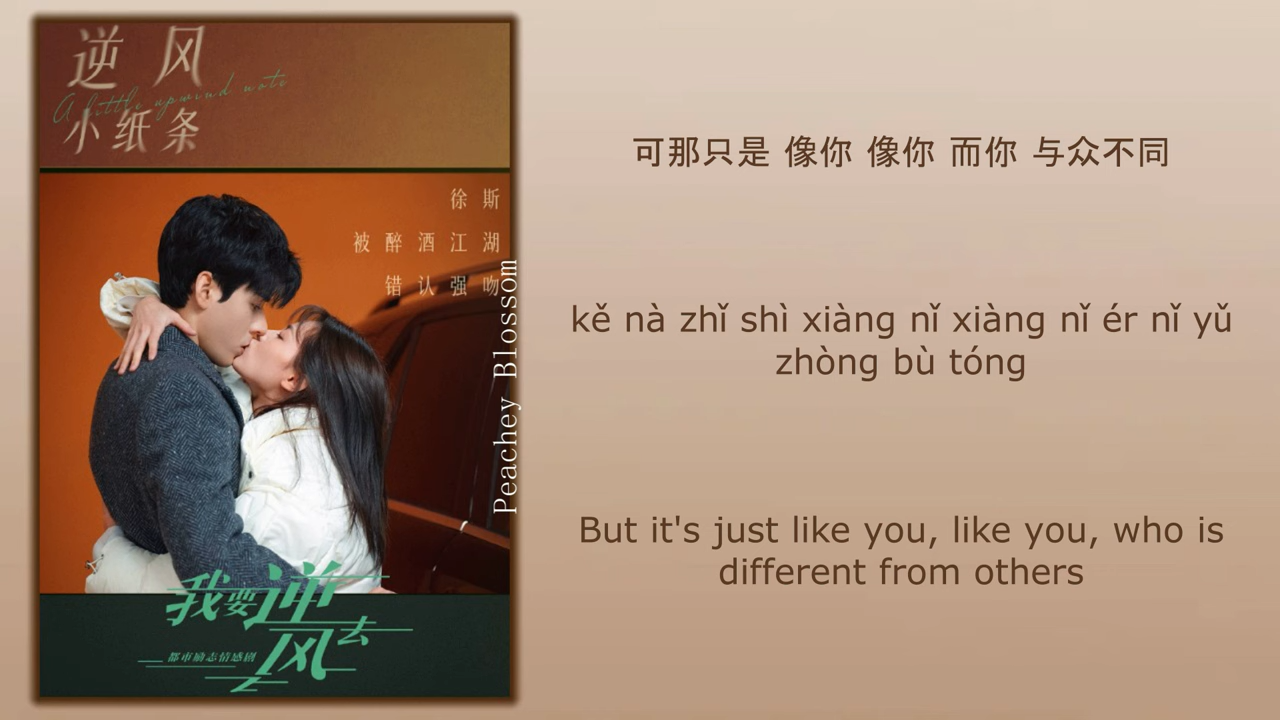 逆风
A little upwind note
小纸条
徐斯
被醉酒江湖
错认强吻
Peachey Blossom
我要逆风去
都市励志情感剧
可那只是 像你 像你 而你 与众不同
kě nà zhǐ shì xiàng nǐ xiàng nǐ ér nǐ yǔ
zhòng bù tóng
But it's just like you, like you, who is
different from others